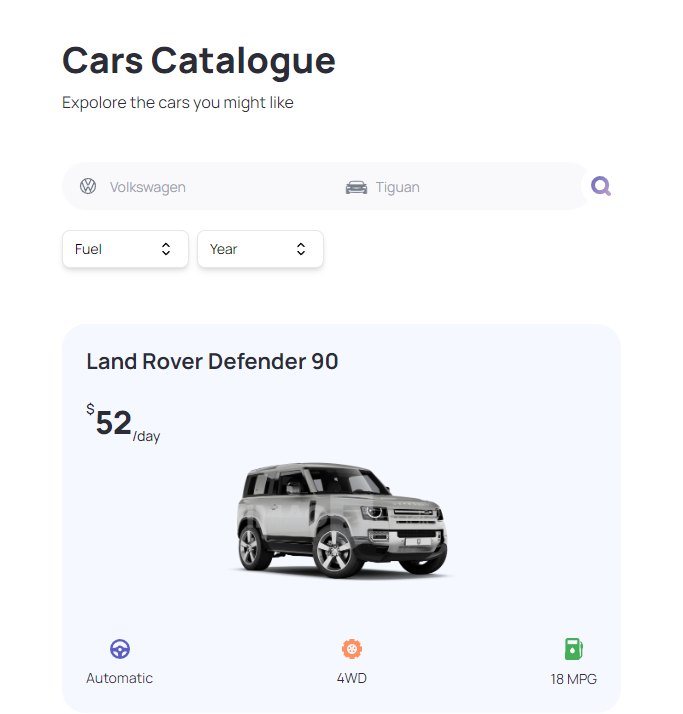 Cars Catalogue
Expolore the cars you might like
Volkswagen Tiguan
Fuel Year
Land Rover Defender 90
$52/day
Automatic 4WD 18 MPG